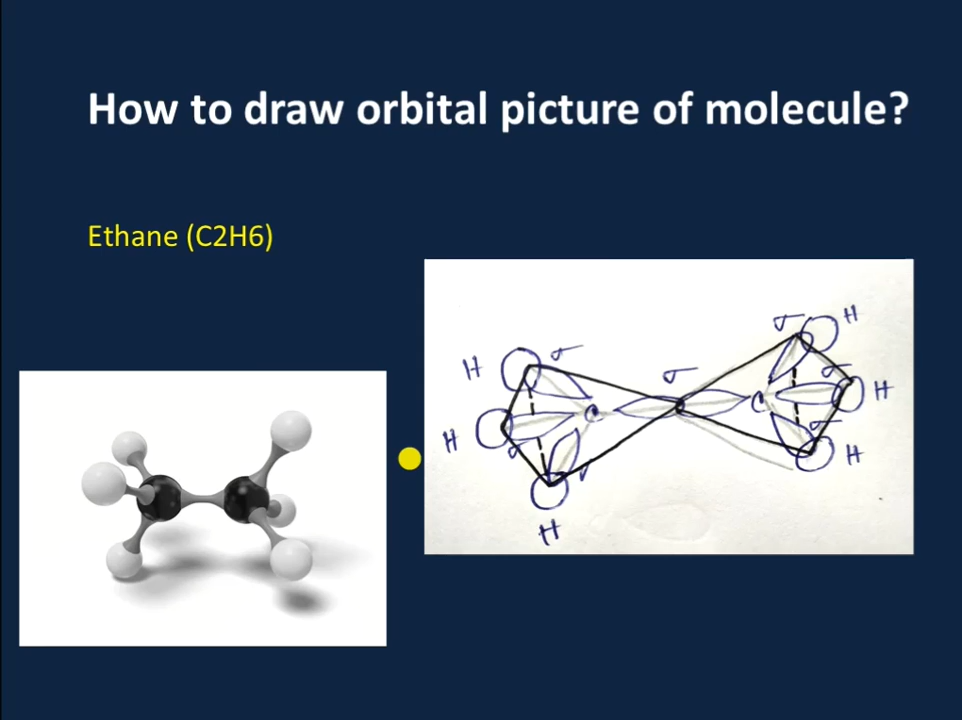 How to draw orbital picture of molecule?
Ethane (C2H6)
σ H
H σ
σ σ
H
C C H
H
σ σ
H
H